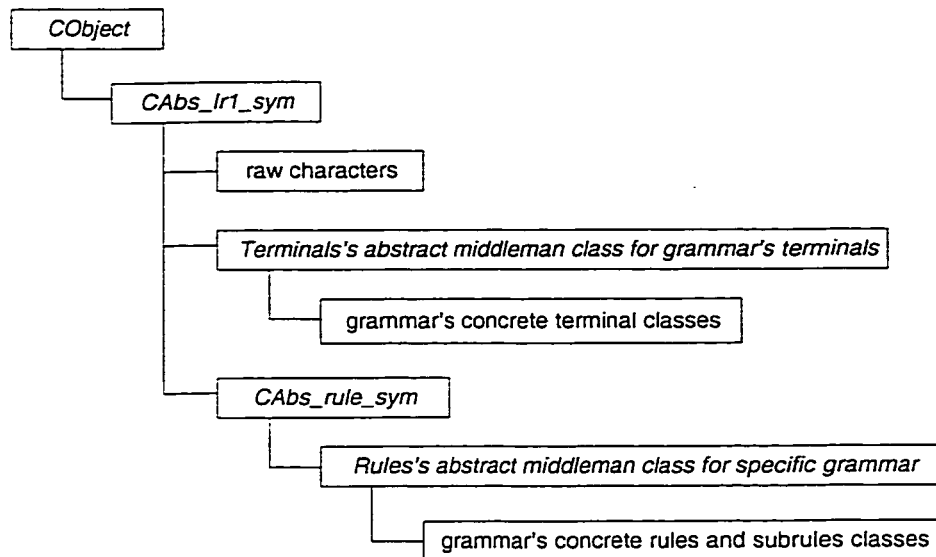 CObject
CAbs_lr1_sym
raw characters
Terminals's abstract middleman class for grammar's terminals
grammar's concrete terminal classes
CAbs_rule_sym
Rules's abstract middleman class for specific grammar
grammar's concrete rules and subrules classes